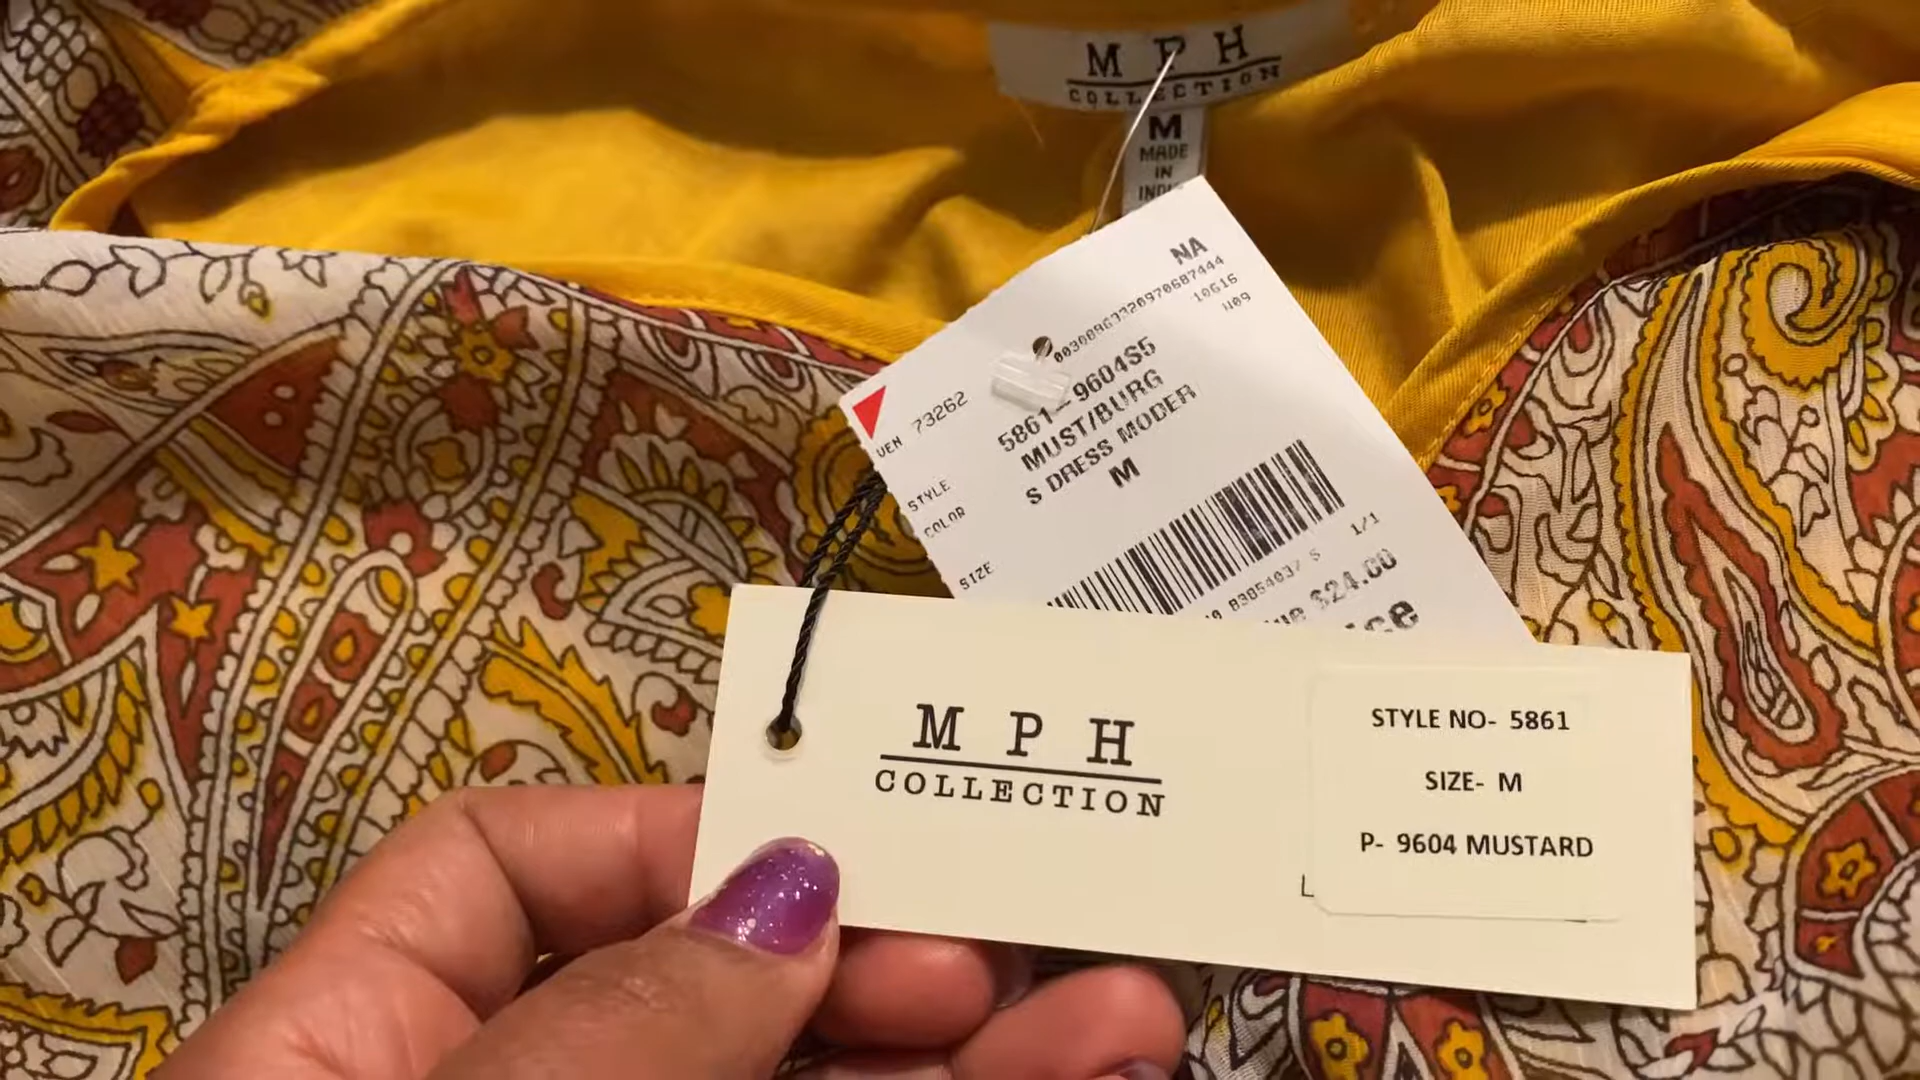 M P H
COLLECTION
M
MADE
IN
NA
10616
W09
VEN 73262
STYLE 5861-9604S5
COLOR MUST/BURG
S DRESS MODER
SIZE M
1/1
$24.00
M P H
COLLECTION
STYLE NO- 5861
SIZE- M
P- 9604 MUSTARD